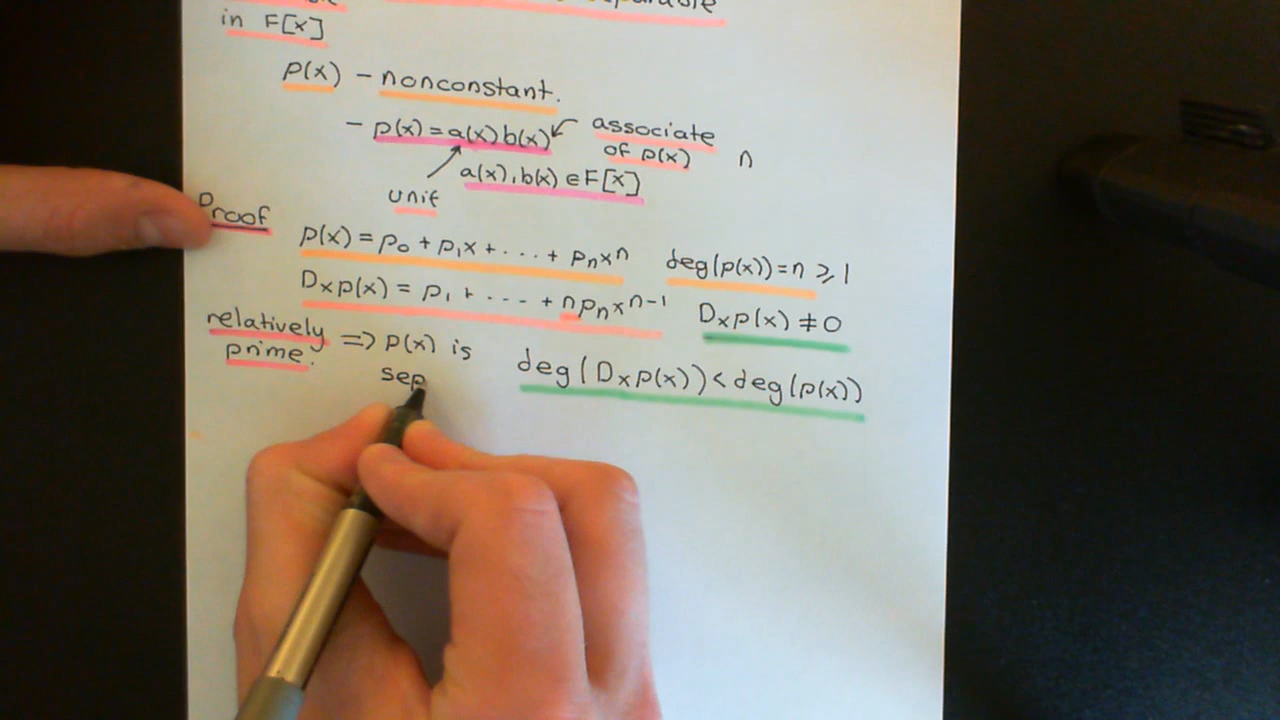 in F[x]
p(x) - nonconstant.
- p(x) = a(x) b(x) associate
of p(x) n
unit a(x), b(x) ∈ F[x]
Proof
p(x) = p₀ + p₁x + ... + pₙxⁿ deg(p(x)) = n ⩾ 1
Dₓp(x) = p₁ + ... + npₙxⁿ⁻¹ Dₓp(x) ≠ 0
relatively ⇒ p(x) is
prime. sep deg(Dₓp(x)) < deg(p(x))